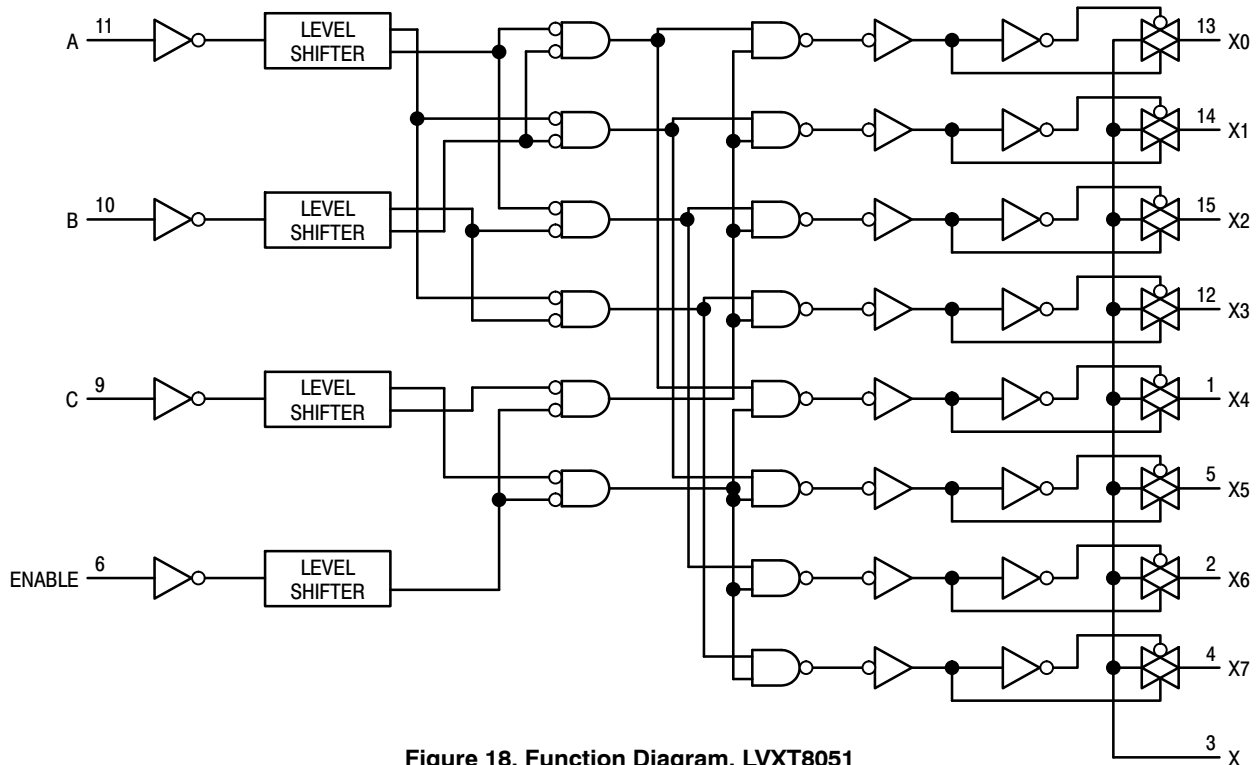 A 11
LEVEL
SHIFTER
13 X0
14 X1
B 10
LEVEL
SHIFTER
15 X2
12 X3
C 9
LEVEL
SHIFTER
1 X4
5 X5
ENABLE 6
LEVEL
SHIFTER
2 X6
4 X7
3 X
Figure 18. Function Diagram, LVXT8051